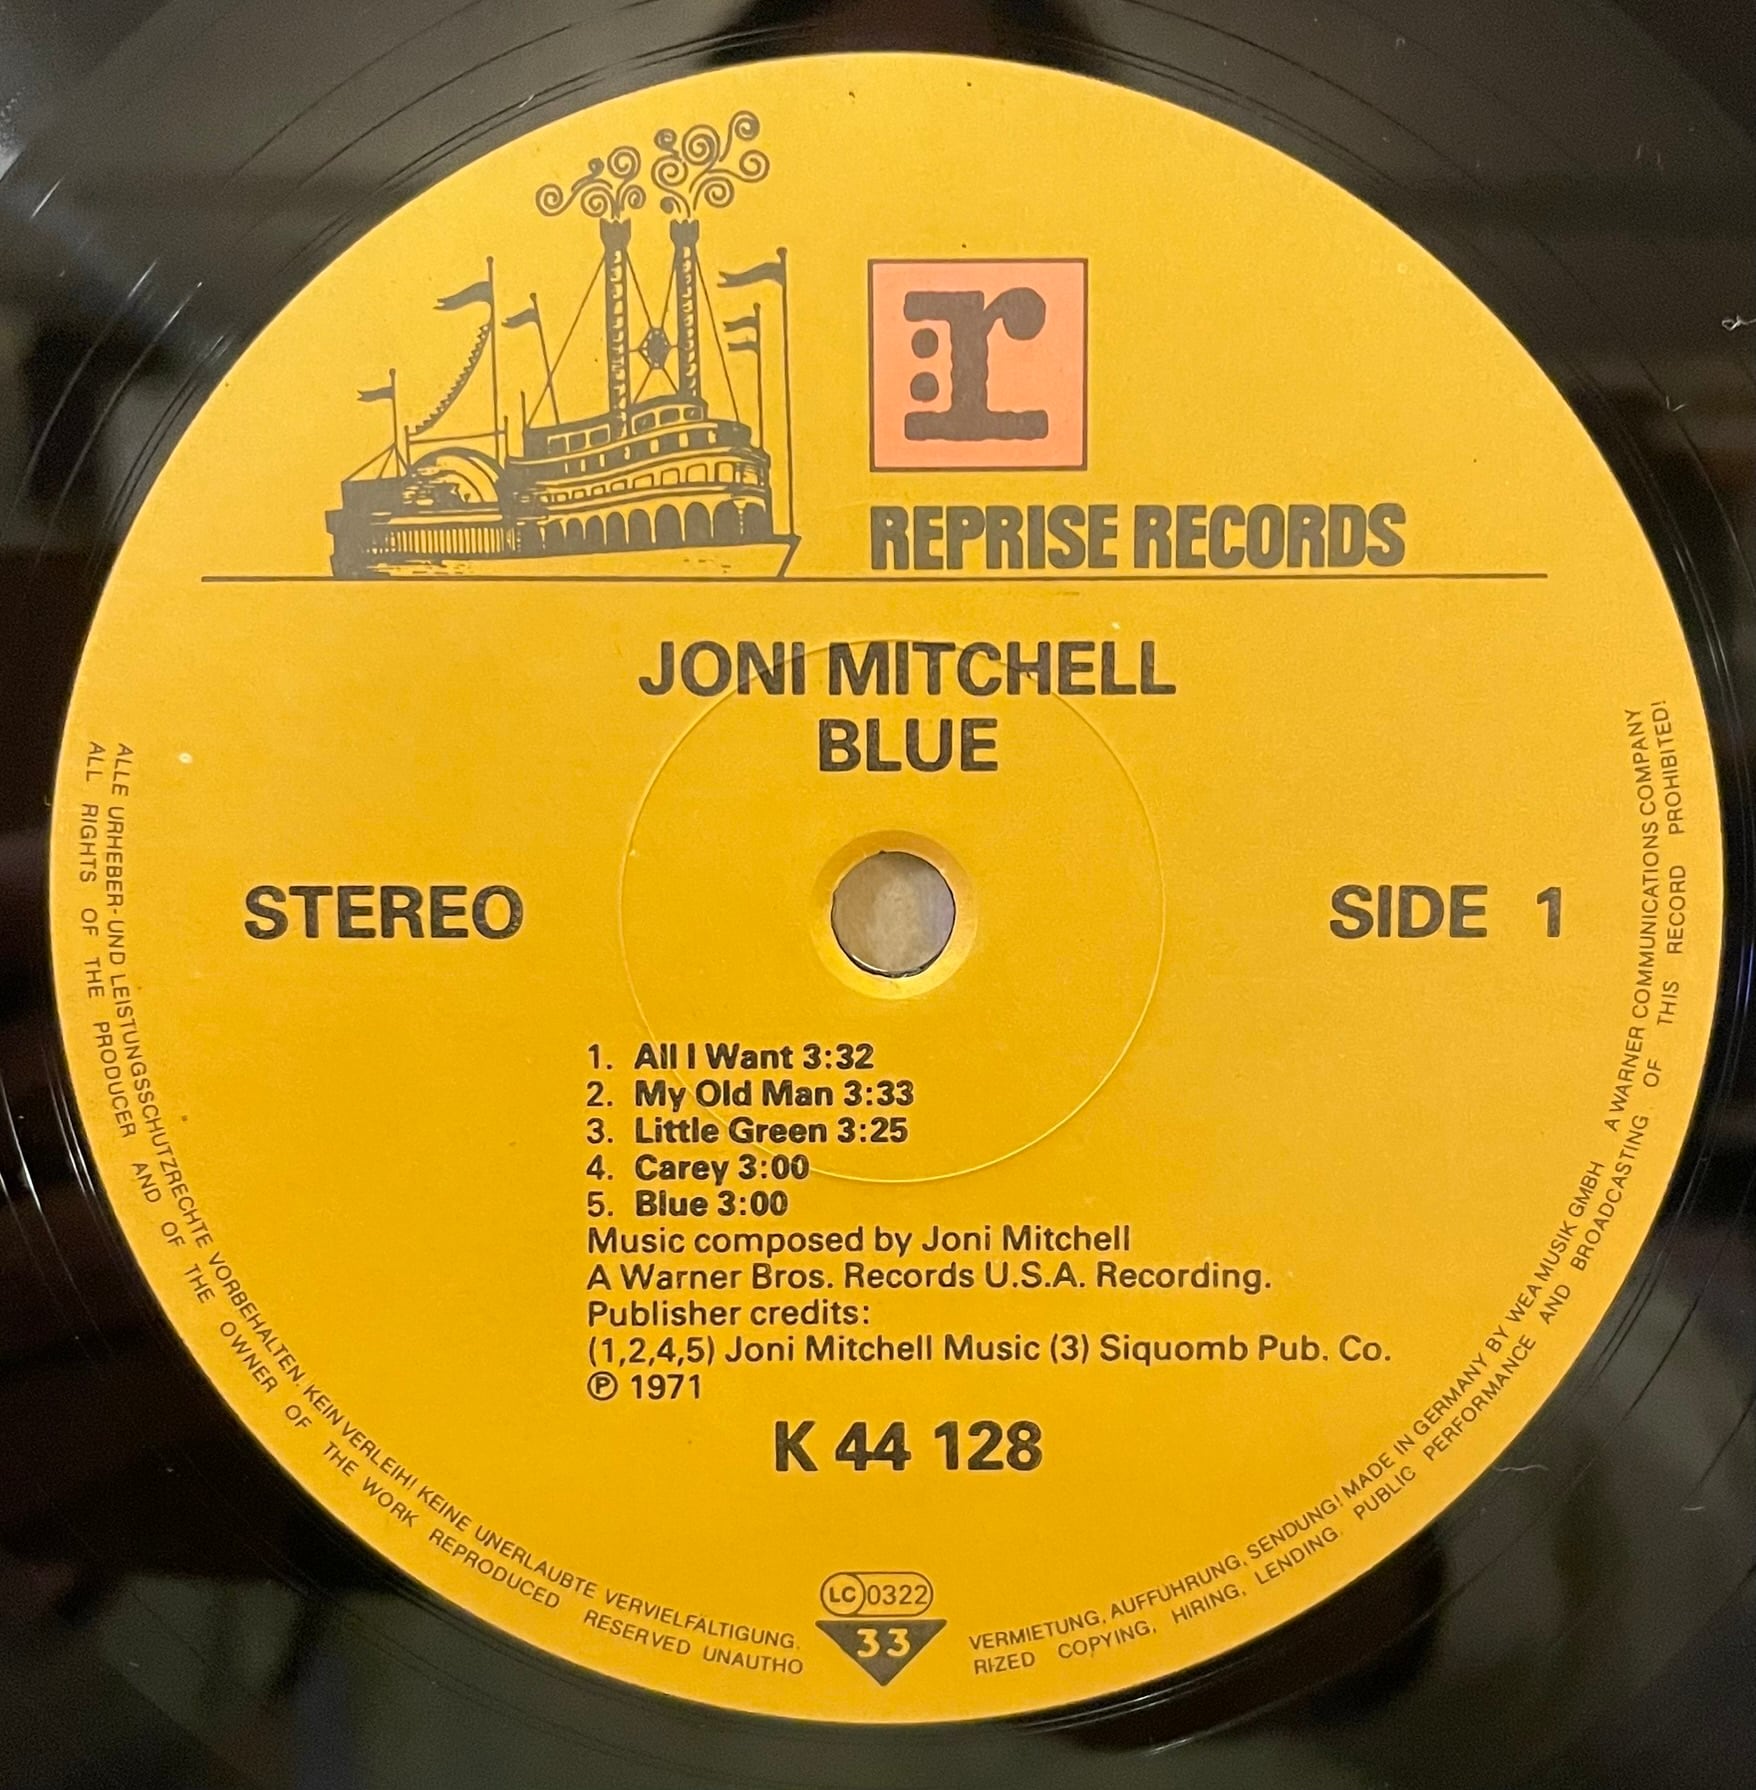 r
REPRISE RECORDS
JONI MITCHELL
BLUE
STEREO
SIDE 1
1. All I Want 3:32
2. My Old Man 3:33
3. Little Green 3:25
4. Carey 3:00
5. Blue 3:00
Music composed by Joni Mitchell
A Warner Bros. Records U.S.A. Recording.
Publisher credits:
(1,2,4,5) Joni Mitchell Music (3) Siquomb Pub. Co.
℗ 1971
K 44 128
LC 0322
33
ALLE URHEBER-UND LEISTUNGSSCHUTZRECHTE VORBEHALTEN. KEIN VERLEIH! KEINE UNERLAUBTE VERVIELFÄLTIGUNG, VERMIETUNG, AUFFÜHRUNG, SENDUNG! MADE IN GERMANY BY WEA MUSIK GMBH A WARNER COMMUNICATIONS COMPANY
ALL RIGHTS OF THE PRODUCER AND OF THE OWNER OF THE WORK REPRODUCED RESERVED UNAUTHO RIZED COPYING, HIRING, LENDING, PUBLIC PERFORMANCE AND BROADCASTING OF THIS RECORD PROHIBITED!